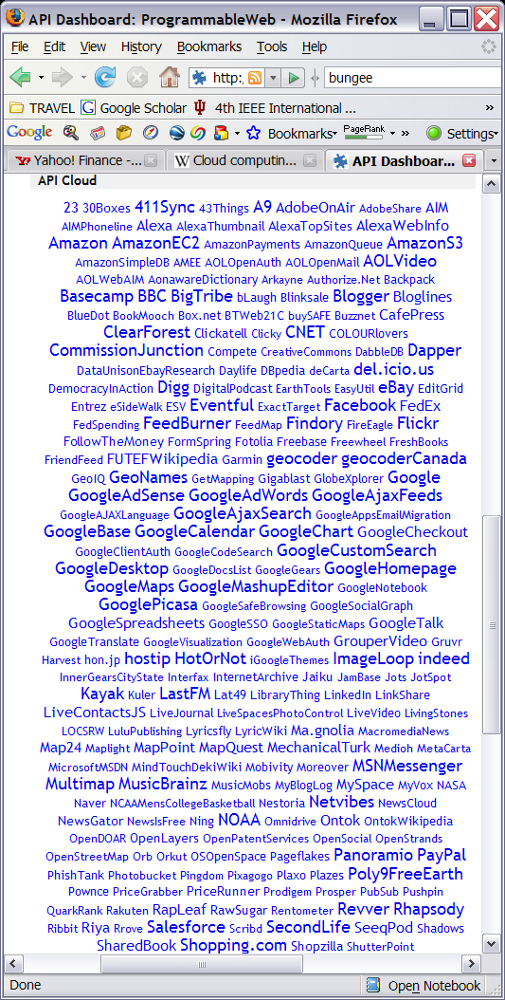 API Dashboard: ProgrammableWeb - Mozilla Firefox
File Edit View History Bookmarks Tools Help
http: bungee
TRAVEL Google Scholar 4th IEEE International ... »
Google Bookmarks PageRank » Settings
Yahoo! Finance -... Cloud computin... API Dashboar...
API Cloud
23 30Boxes 411Sync 43Things A9 AdobeOnAir AdobeShare AIM
AIMPhoneline Alexa AlexaThumbnail AlexaTopSites AlexaWebInfo
Amazon AmazonEC2 AmazonPayments AmazonQueue AmazonS3
AmazonSimpleDB AMEE AOLOpenAuth AOLOpenMail AOLVideo
AOLWebAIM AonawareDictionary Arkayne Authorize.Net Backpack
Basecamp BBC BigTribe bLaugh Blinksale Blogger Bloglines
BlueDot BookMooch Box.net BTWeb21C buySAFE Buzznet CafePress
ClearForest Clickatell Clicky CNET COLOURlovers
CommissionJunction Compete CreativeCommons DabbleDB Dapper
DataUnisonEbayResearch Daylife DBpedia deCarta del.icio.us
DemocracyInAction Digg DigitalPodcast EarthTools EasyUtil eBay EditGrid
Entrez eSideWalk ESV Eventful ExactTarget Facebook FedEx
FedSpending FeedBurner FeedMap Findory FireEagle Flickr
FollowTheMoney FormSpring Fotolia Freebase Freewheel FreshBooks
FriendFeed FUTEFWikipedia Garmin geocoder geocoderCanada
GeoIQ GeoNames GetMapping Gigablast GlobeXplorer Google
GoogleAdSense GoogleAdWords GoogleAjaxFeeds
GoogleAJAXLanguage GoogleAjaxSearch GoogleAppsEmailMigration
GoogleBase GoogleCalendar GoogleChart GoogleCheckout
GoogleClientAuth GoogleCodeSearch GoogleCustomSearch
GoogleDesktop GoogleDocsList GoogleGears GoogleHomepage
GoogleMaps GoogleMashupEditor GoogleNotebook
GooglePicasa GoogleSafeBrowsing GoogleSocialGraph
GoogleSpreadsheets GoogleSSO GoogleStaticMaps GoogleTalk
GoogleTranslate GoogleVisualization GoogleWebAuth GrouperVideo Gruvr
Harvest hon.jp hostip HotOrNot iGoogleThemes ImageLoop indeed
InnerGearsCityState Interfax InternetArchive Jaiku JamBase Jots JotSpot
Kayak Kuler LastFM Lat49 LibraryThing LinkedIn LinkShare
LiveContactsJS LiveJournal LiveSpacesPhotoControl LiveVideo LivingStones
LOCSRW LuluPublishing Lyricsfly LyricWiki Ma.gnolia MacromediaNews
Map24 Maplight MapPoint MapQuest MechanicalTurk Medioh MetaCarta
MicrosoftMSDN MindTouchDekiWiki Mobivity Moreover MSNMessenger
Multimap MusicBrainz MusicMobs MyBlogLog MySpace MyVox NASA
Naver NCAAMensCollegeBasketball Nestoria Netvibes NewsCloud
NewsGator NewsIsFree Ning NOAA Omnidrive Ontok OntokWikipedia
OpenDOAR OpenLayers OpenPatentServices OpenSocial OpenStrands
OpenStreetMap Orb Orkut OSOpenSpace Pageflakes Panoramio PayPal
PhishTank Photobucket Pingdom Pixagogo Plaxo Plazes Poly9FreeEarth
Pownce PriceGrabber PriceRunner Prodigem Prosper PubSub Pushpin
QuarkRank Rakuten RapLeaf RawSugar Rentometer Revver Rhapsody
Ribbit Riya Rrove Salesforce Scribd SecondLife SeeqPod Shadows
SharedBook Shopping.com Shopzilla ShutterPoint
Done Open Notebook